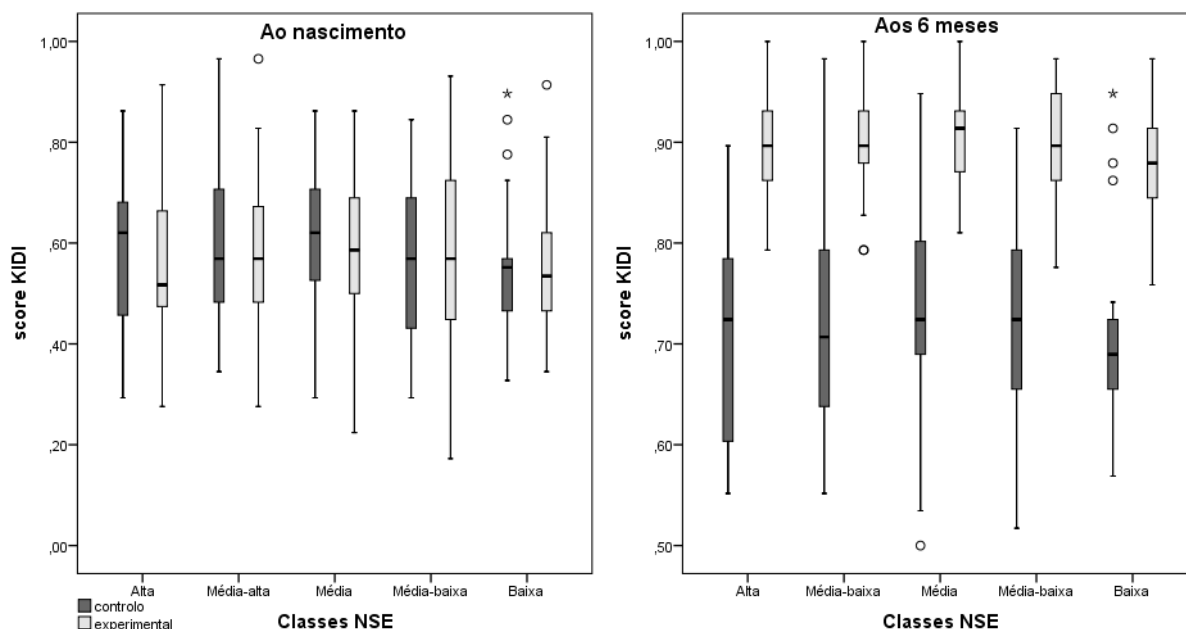 Ao nascimento
1,00
,80
,60
,40
,20
,00
score KIDI
Alta
Média-alta
Média
Média-baixa
Baixa
Classes NSE
controlo
experimental
Aos 6 meses
1,00
,90
,80
,70
,60
,50
score KIDI
Alta
Média-baixa
Média
Média-baixa
Baixa
Classes NSE